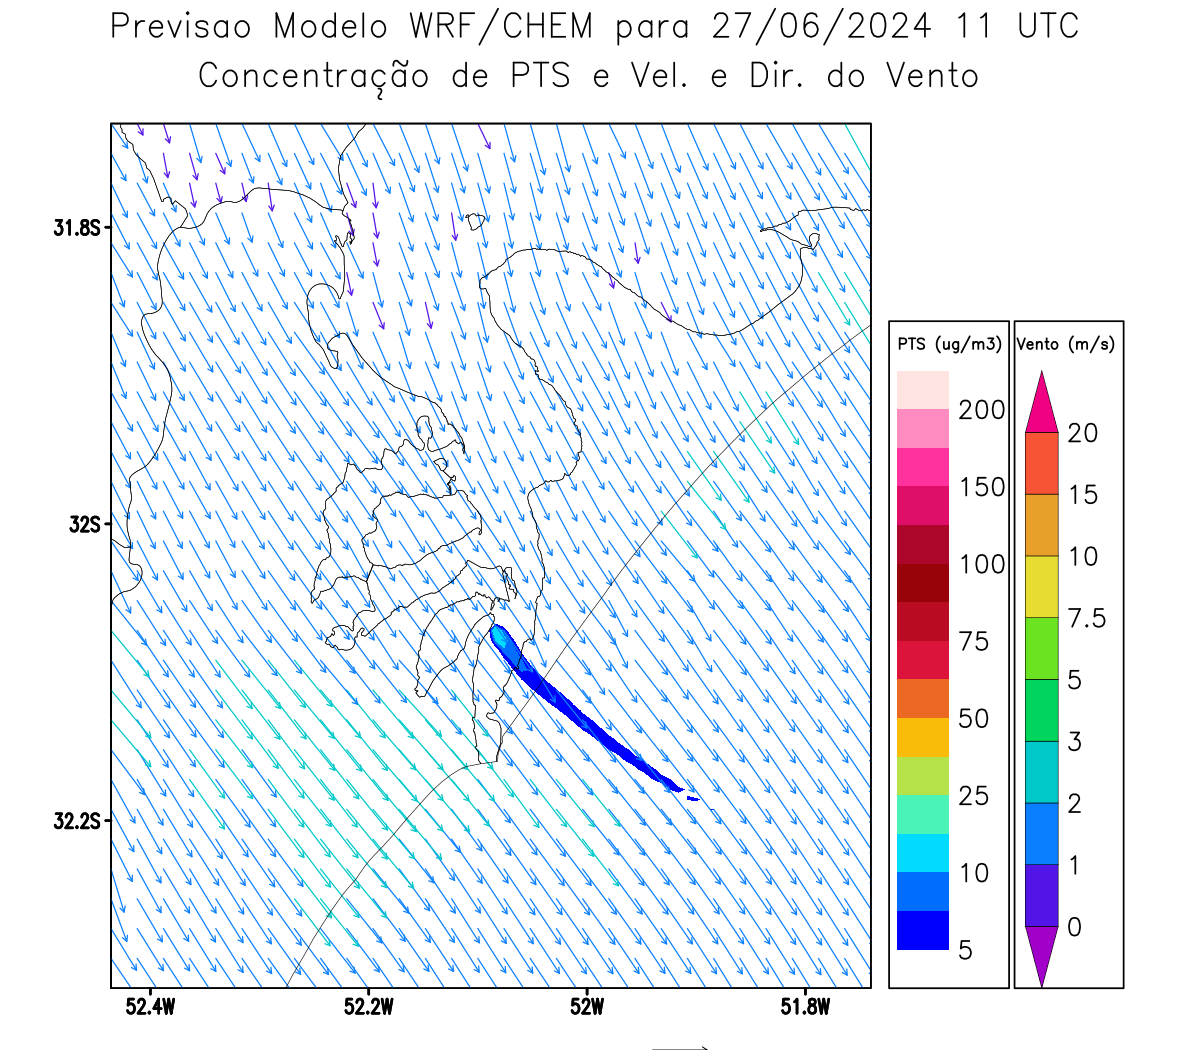 Previsao Modelo WRF/CHEM para 27/06/2024 11 UTC
Concentração de PTS e Vel. e Dir. do Vento
31.8S
32S
32.2S
52.4W
52.2W
52W
51.8W
PTS (ug/m3)
200
150
100
75
50
25
10
5
Vento (m/s)
20
15
10
7.5
5
3
2
1
0